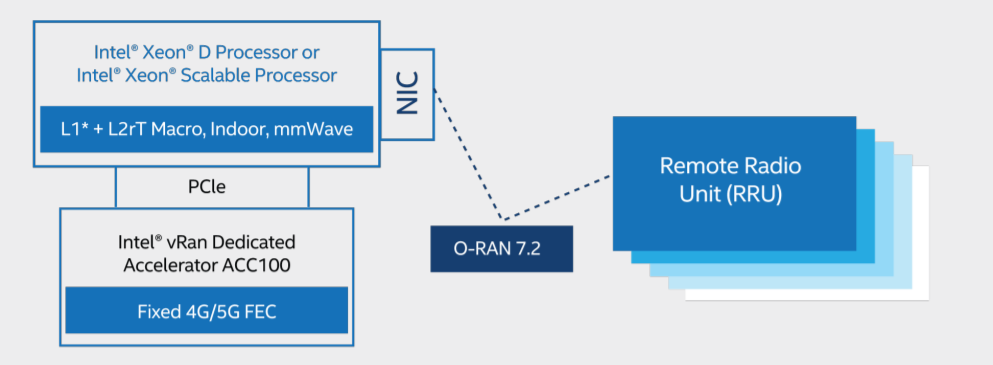 Intel® Xeon® D Processor or
Intel® Xeon® Scalable Processor
L1* + L2rT Macro, Indoor, mmWave
NIC
PCle
Intel® vRan Dedicated
Accelerator ACC100
Fixed 4G/5G FEC
O-RAN 7.2
Remote Radio
Unit (RRU)